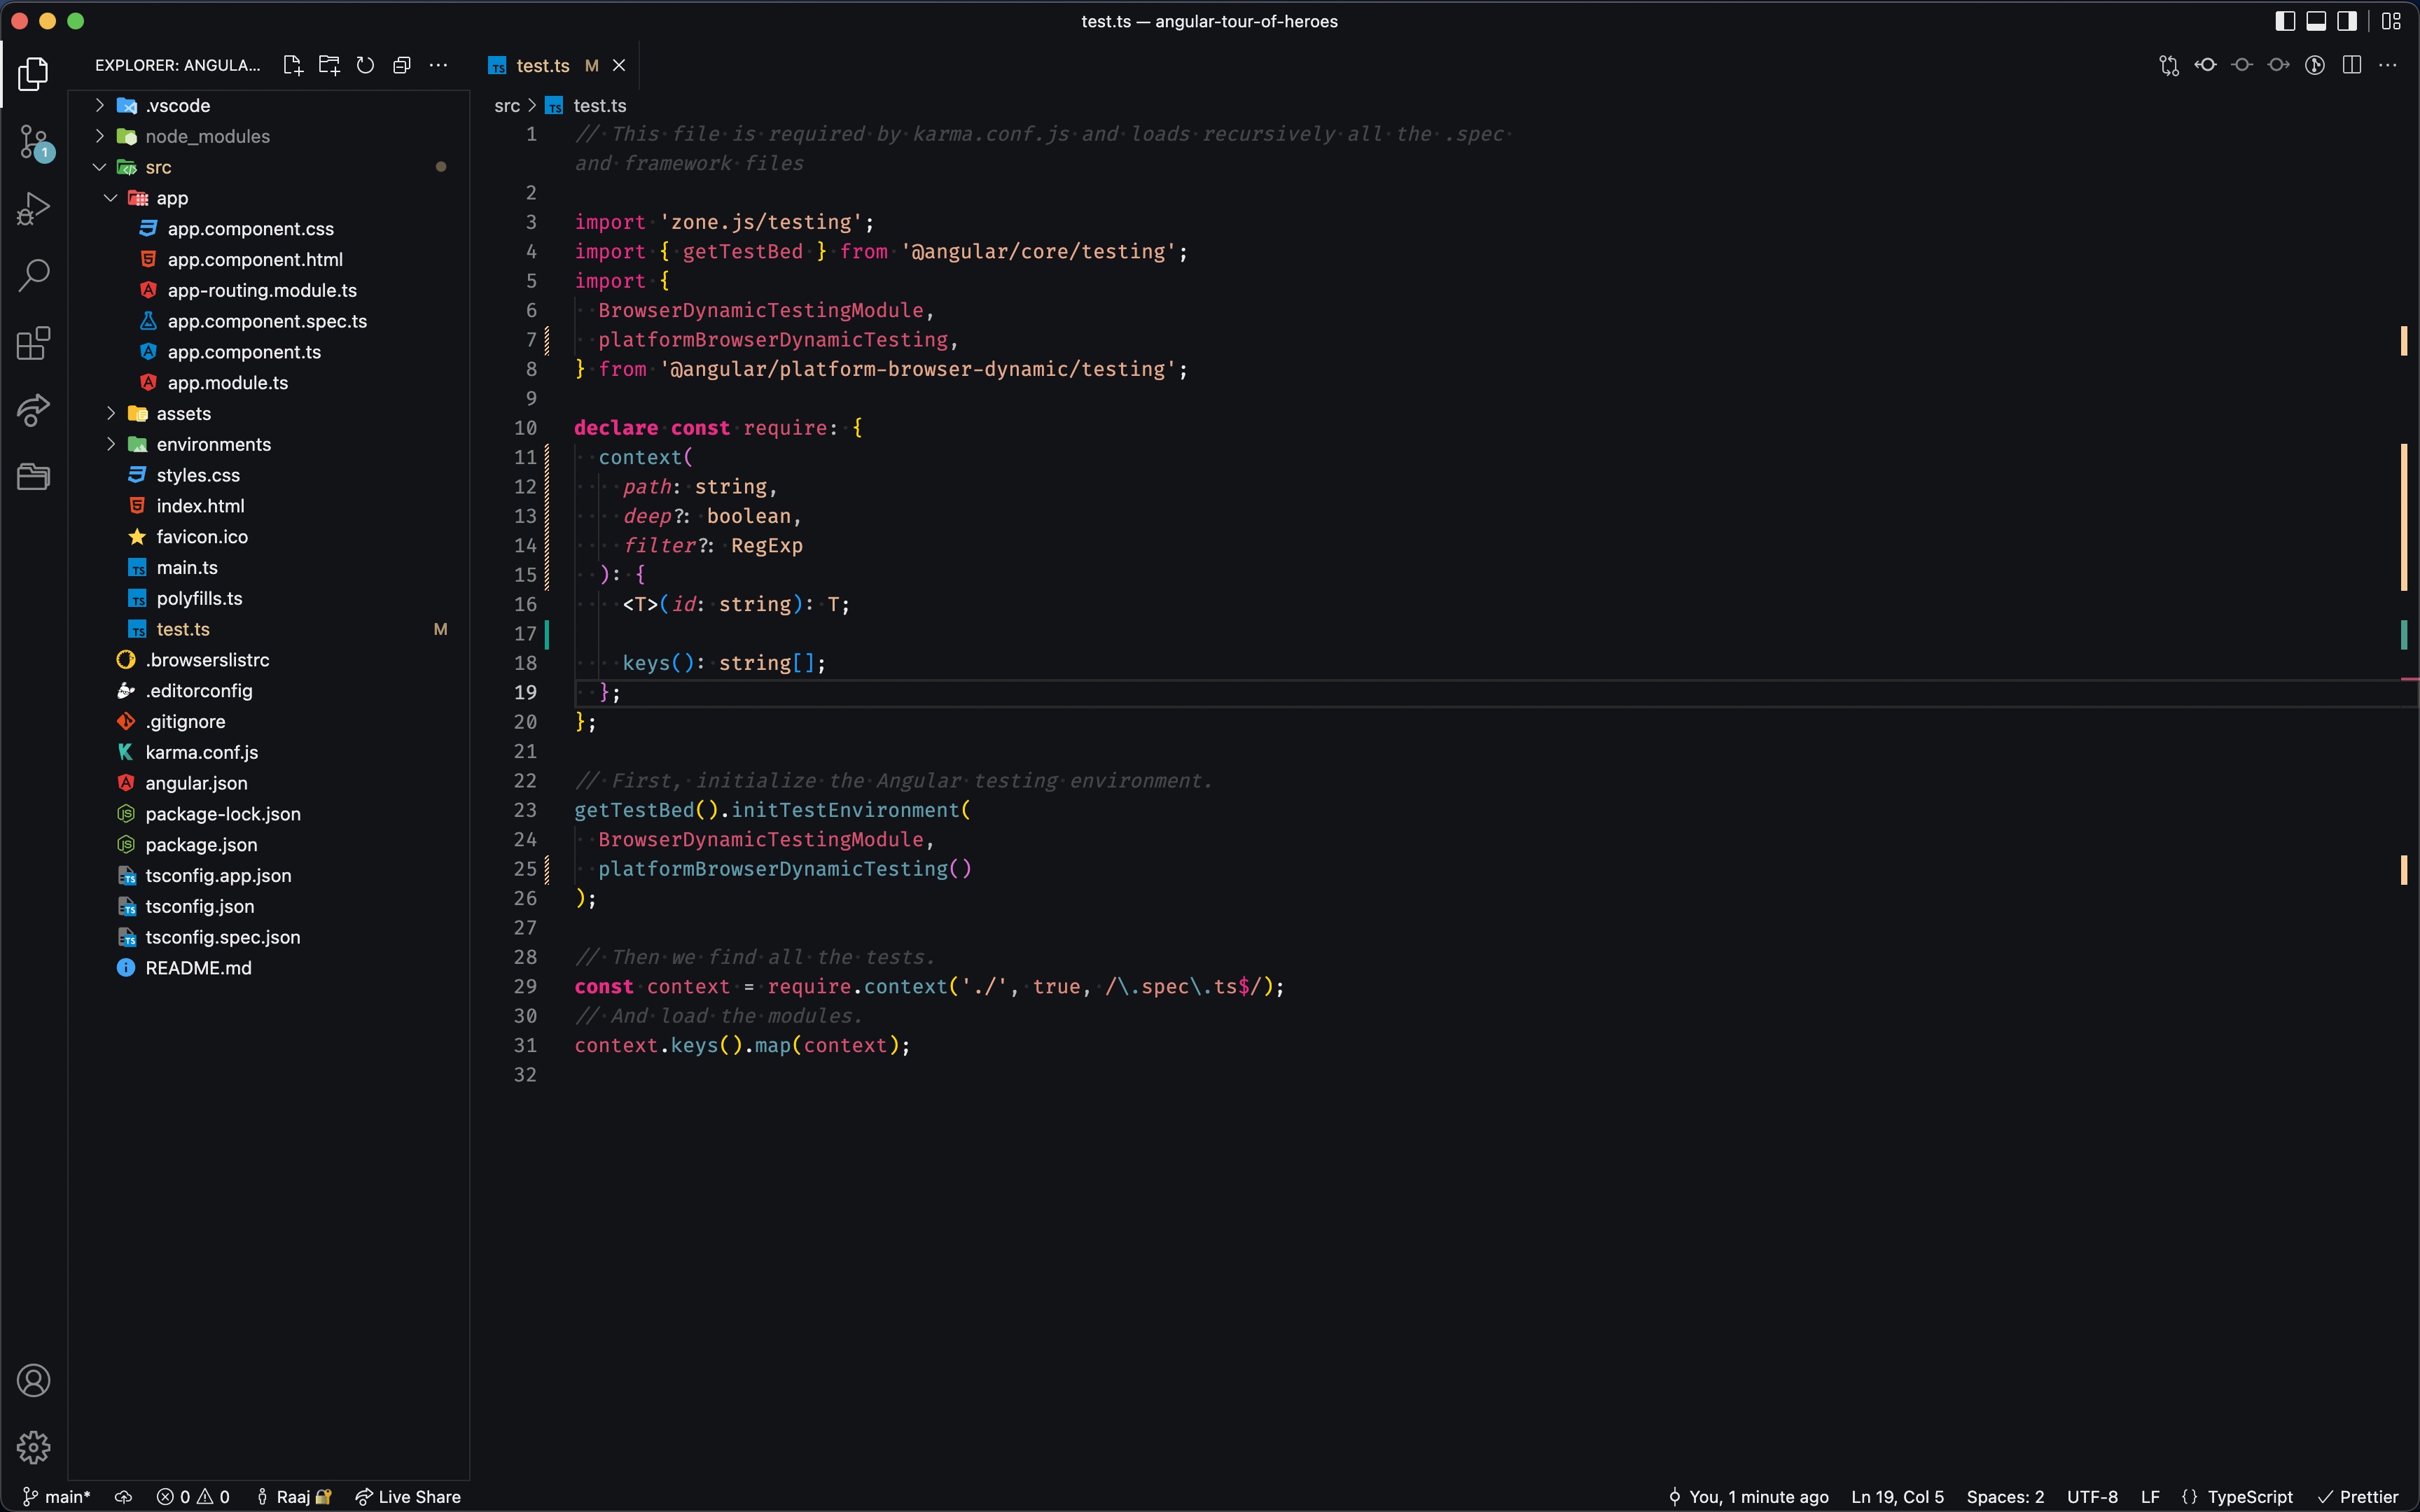 test.ts — angular-tour-of-heroes
EXPLORER: ANGULA...
.vscode
node_modules
src
app
app.component.css
app.component.html
app-routing.module.ts
app.component.spec.ts
app.component.ts
app.module.ts
assets
environments
styles.css
index.html
favicon.ico
main.ts
polyfills.ts
test.ts M
.browserslistrc
.editorconfig
.gitignore
karma.conf.js
angular.json
package-lock.json
package.json
tsconfig.app.json
tsconfig.json
tsconfig.spec.json
README.md
1
TS test.ts M
src > TS test.ts
1 // This file is required by karma.conf.js and loads recursively all the .spec
and framework files
2
3 import 'zone.js/testing';
4 import { getTestBed } from '@angular/core/testing';
5 import {
6 BrowserDynamicTestingModule,
7 platformBrowserDynamicTesting,
8 } from '@angular/platform-browser-dynamic/testing';
9
10 declare const require: {
11 context(
12 path: string,
13 deep?: boolean,
14 filter?: RegExp
15 ): {
16 <T>(id: string): T;
17
18 keys(): string[];
19 };
20 };
21
22 // First, initialize the Angular testing environment.
23 getTestBed().initTestEnvironment(
24 BrowserDynamicTestingModule,
25 platformBrowserDynamicTesting()
26 );
27
28 // Then we find all the tests.
29 const context = require.context('./', true, /\.spec\.ts$/);
30 // And load the modules.
31 context.keys().map(context);
32
main* 0 0 Raaj Live Share You, 1 minute ago Ln 19, Col 5 Spaces: 2 UTF-8 LF {} TypeScript Prettier